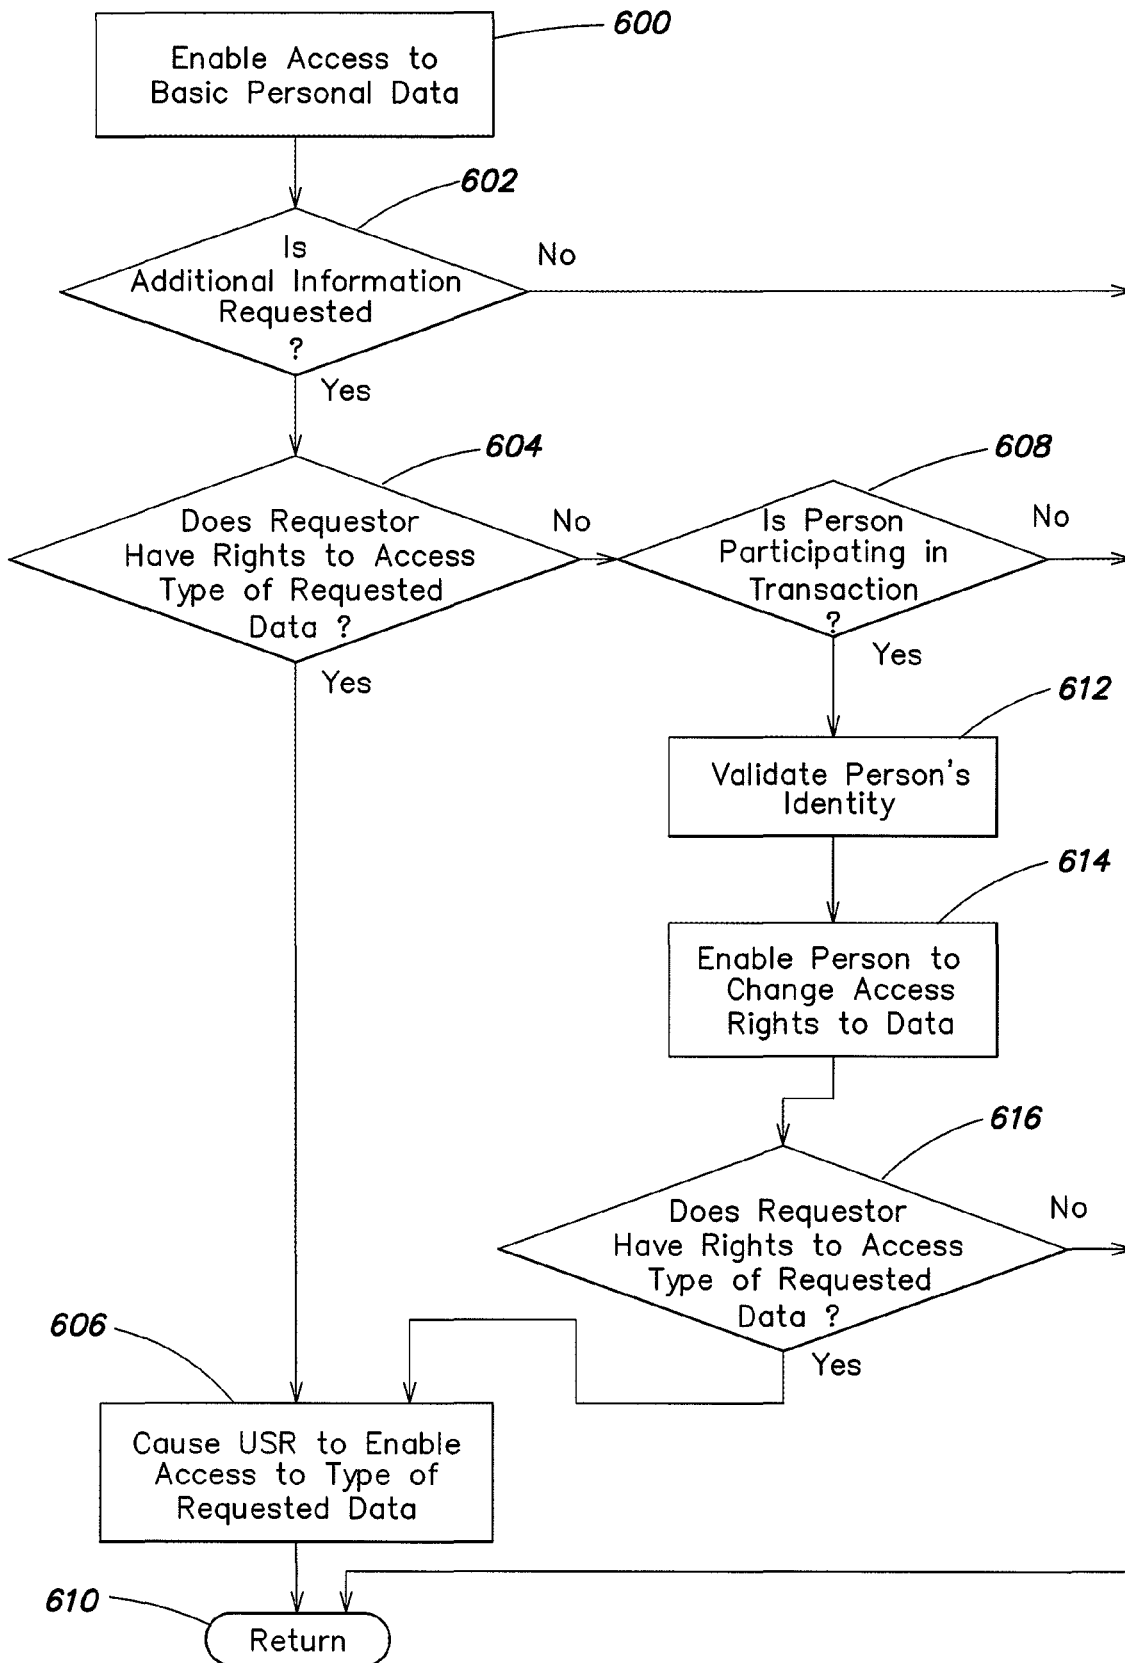 600
Enable Access to
Basic Personal Data
602
Is
Additional Information
Requested
?
No
Yes
604
Does Requestor
Have Rights to Access
Type of Requested
Data ?
No
Yes
608
Is Person
Participating in
Transaction
?
No
Yes
612
Validate Person's
Identity
614
Enable Person to
Change Access
Rights to Data
616
Does Requestor
Have Rights to Access
Type of Requested
Data ?
No
Yes
606
Cause USR to Enable
Access to Type of
Requested Data
610
Return